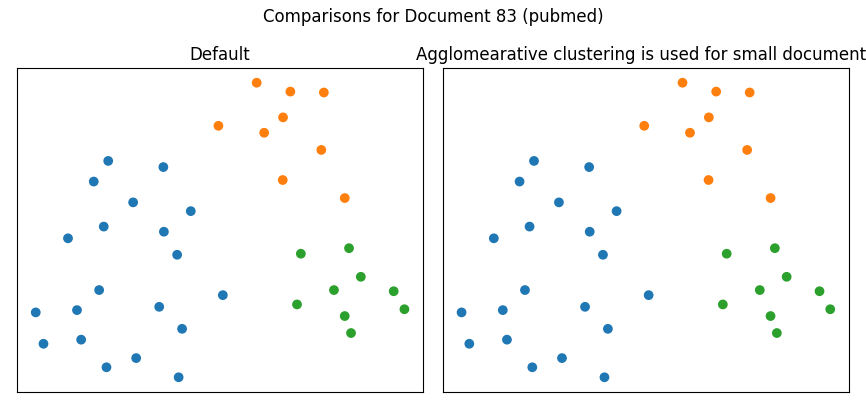 Comparisons for Document 83 (pubmed)
Default
Agglomearative clustering is used for small document